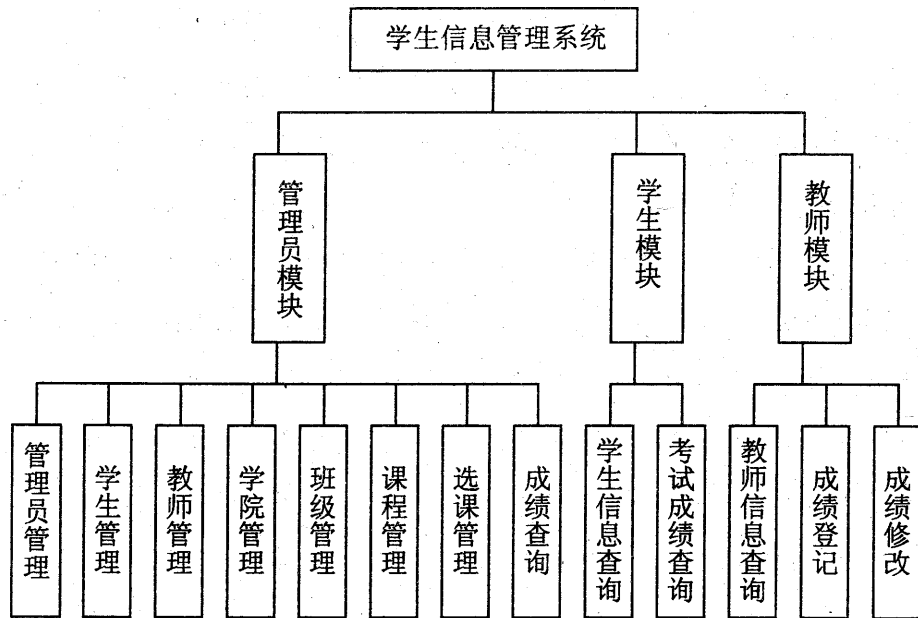 学生信息管理系统
管理员模块
学生模块
教师模块
管理员管理
学生管理
教师管理
学院管理
班级管理
课程管理
选课管理
成绩查询
学生信息查询
考试成绩查询
教师信息查询
成绩登记
成绩修改